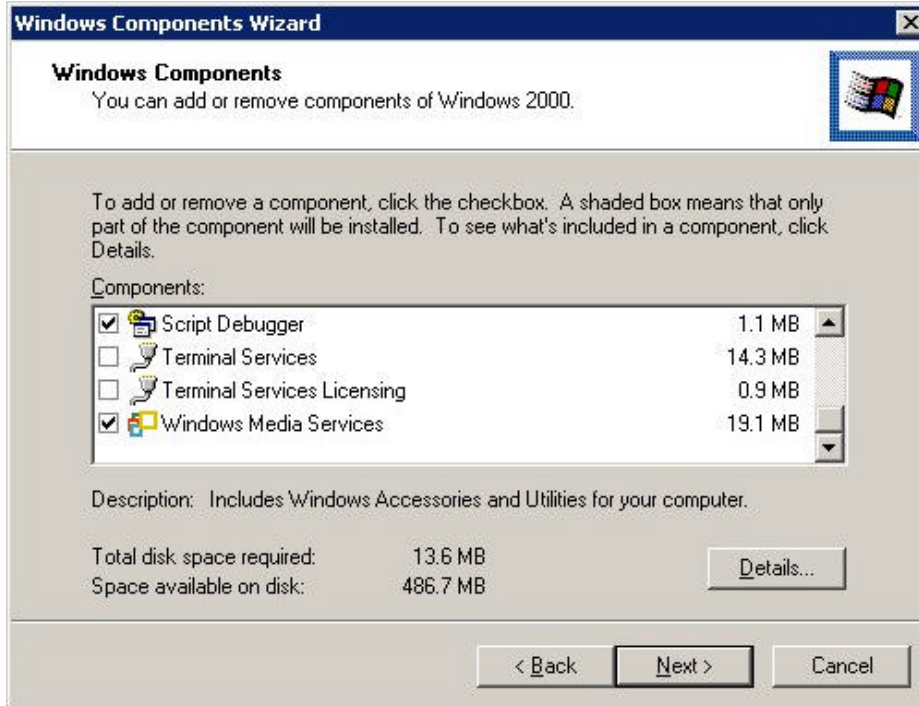 Windows Components Wizard
Windows Components
You can add or remove components of Windows 2000.
To add or remove a component, click the checkbox. A shaded box means that only
part of the component will be installed. To see what's included in a component, click
Details.
Components:
Script Debugger 1.1 MB
Terminal Services 14.3 MB
Terminal Services Licensing 0.9 MB
Windows Media Services 19.1 MB
Description: Includes Windows Accessories and Utilities for your computer.
Total disk space required: 13.6 MB
Space available on disk: 486.7 MB
Details...
< Back Next > Cancel